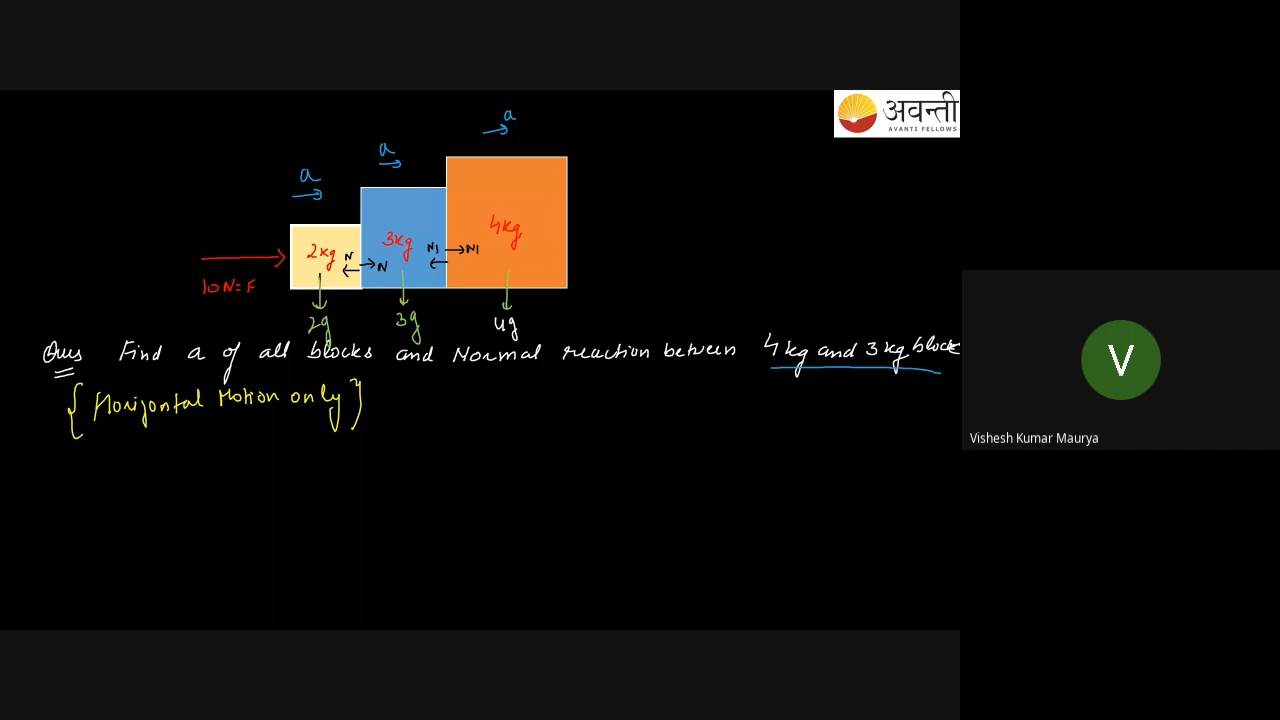 अवन्ती
AVANTI FELLOWS
a
a
a
2kg
3kg
4kg
N
N
N1
N1
10N=F
2g
3g
4g
Ques Find a of all blocks and Normal reaction between 4kg and 3kg block
{Horizontal Motion only}
V
Vishesh Kumar Maurya